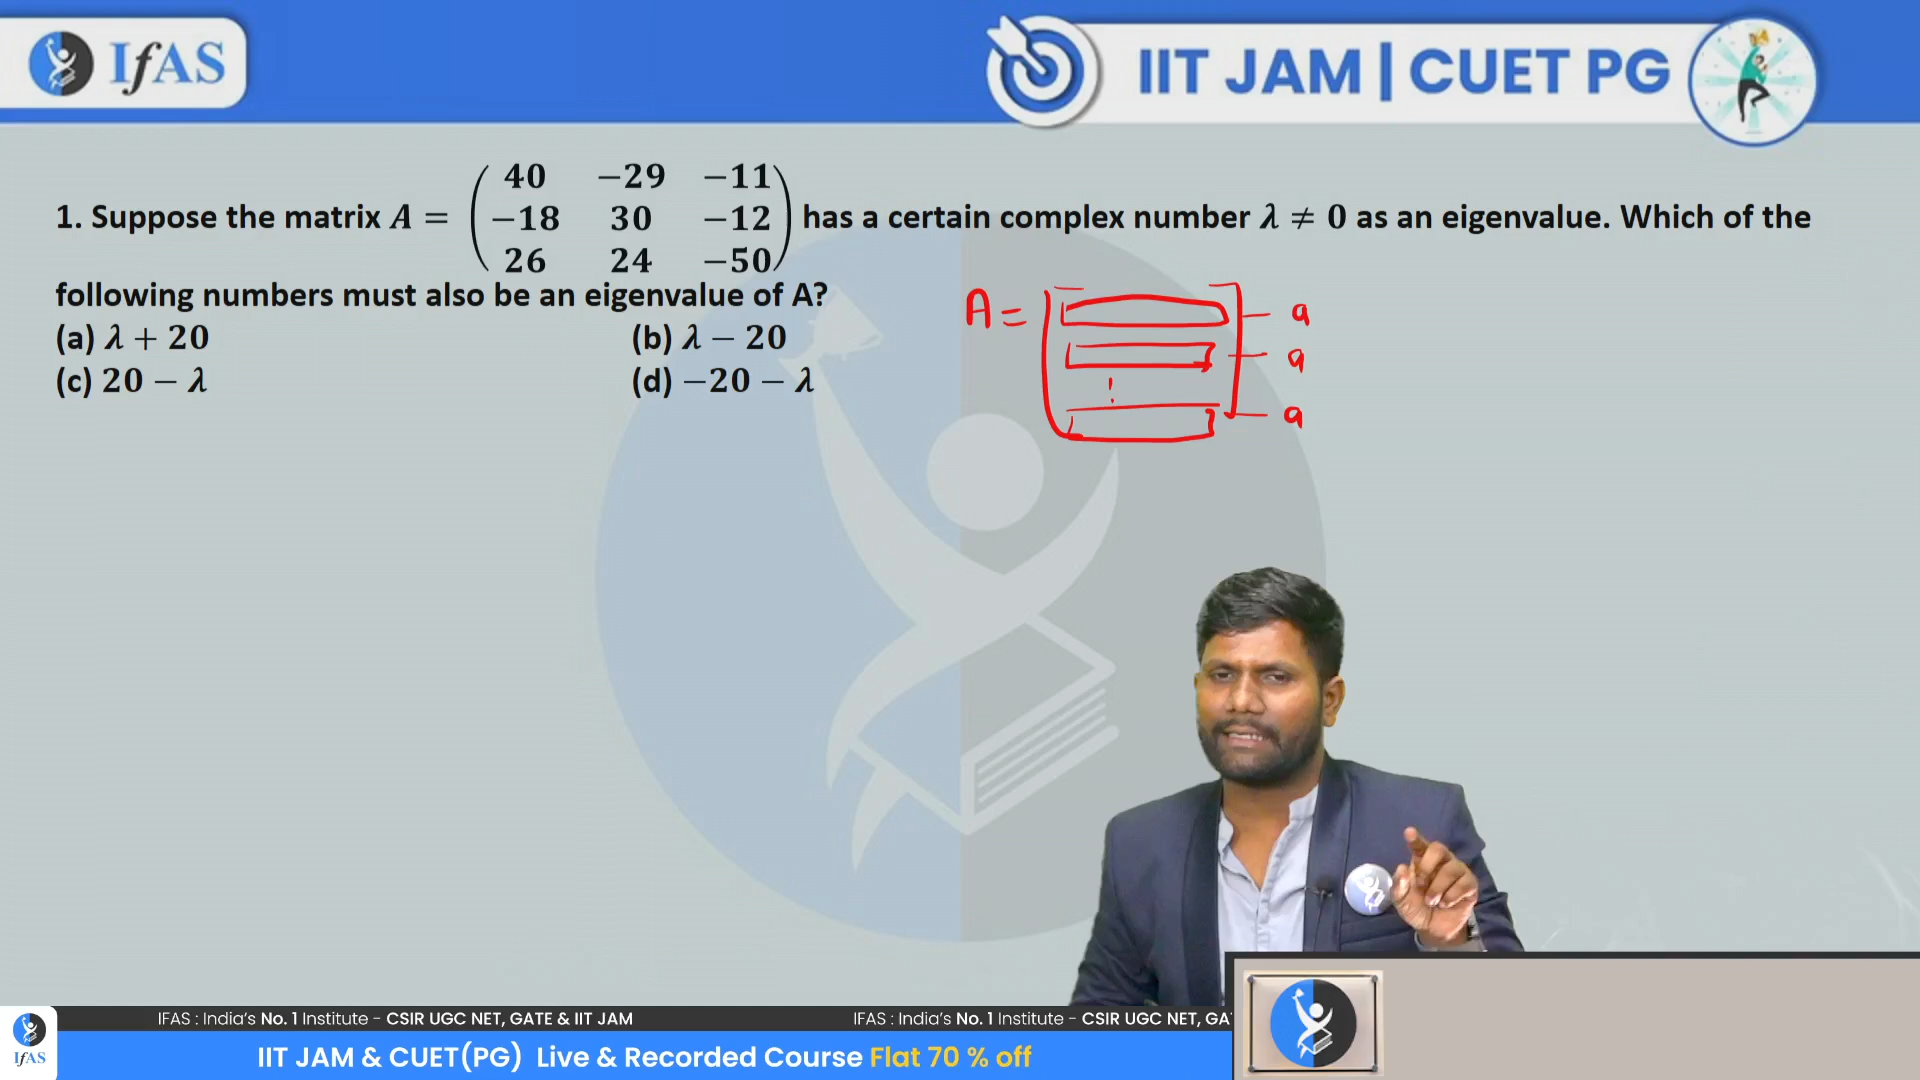 IfAS
IIT JAM | CUET PG
1. Suppose the matrix A = ( 40 −29 −11
−18 30 −12
26 24 −50 ) has a certain complex number λ ≠ 0 as an eigenvalue. Which of the
following numbers must also be an eigenvalue of A?
(a) λ + 20 (b) λ − 20
(c) 20 − λ (d) −20 − λ
A =
a
a
a
IFAS : India's No. 1 Institute - CSIR UGC NET, GATE & IIT JAM IFAS : India's No. 1 Institute - CSIR UGC NET, GA
IfAS
IIT JAM & CUET(PG) Live & Recorded Course Flat 70 % off